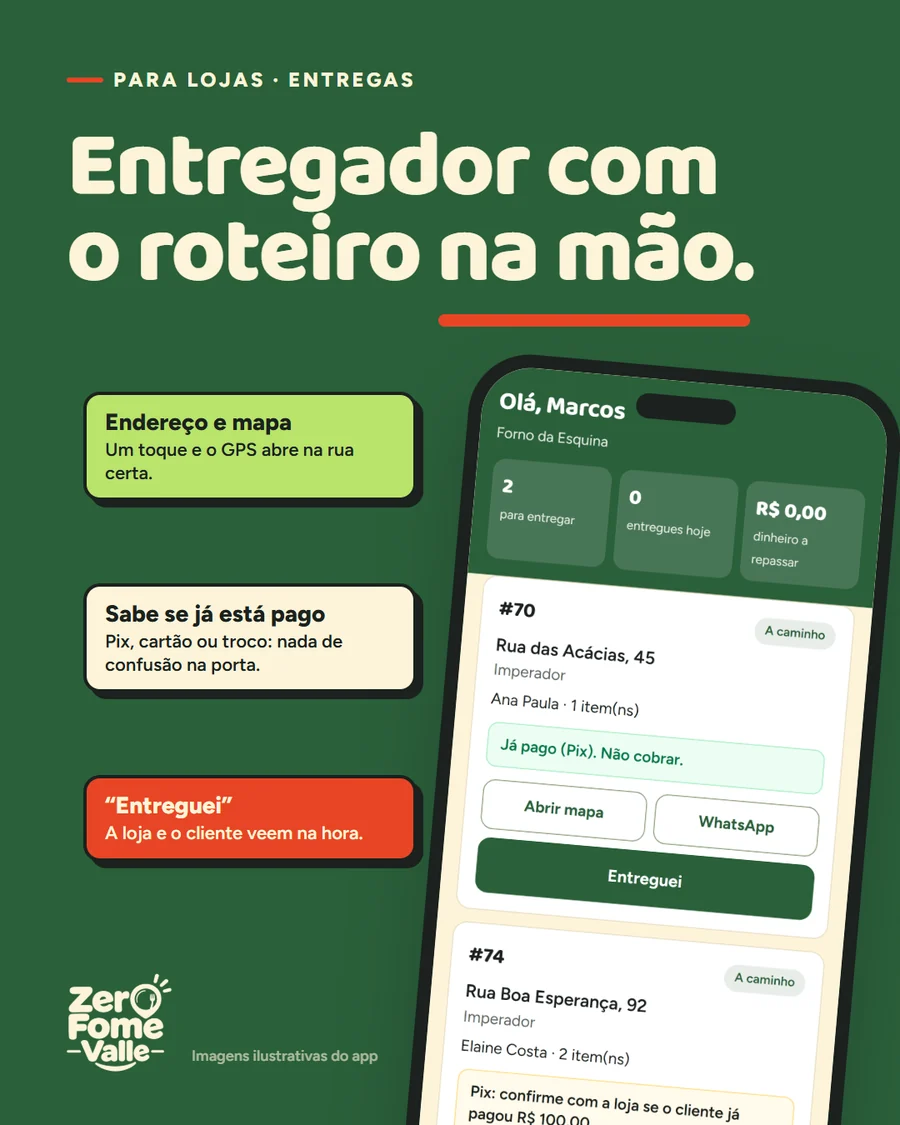 PARA LOJAS · ENTREGAS
Entregador com
o roteiro na mão.
Endereço e mapa
Um toque e o GPS abre na rua
certa.
Sabe se já está pago
Pix, cartão ou troco: nada de
confusão na porta.
“Entreguei”
A loja e o cliente veem na hora.
Olá, Marcos
Forno da Esquina
2
para entregar
0
entregues hoje
R$ 0,00
dinheiro a
repassar
#70
A caminho
Rua das Acácias, 45
Imperador
Ana Paula · 1 item(ns)
Já pago (Pix). Não cobrar.
Abrir mapa
WhatsApp
Entreguei
#74
A caminho
Rua Boa Esperança, 92
Imperador
Elaine Costa · 2 item(ns)
Pix: confirme com a loja se o cliente já
pagou R$ 100,00
Zero
Fome
Valle
Imagens ilustrativas do app